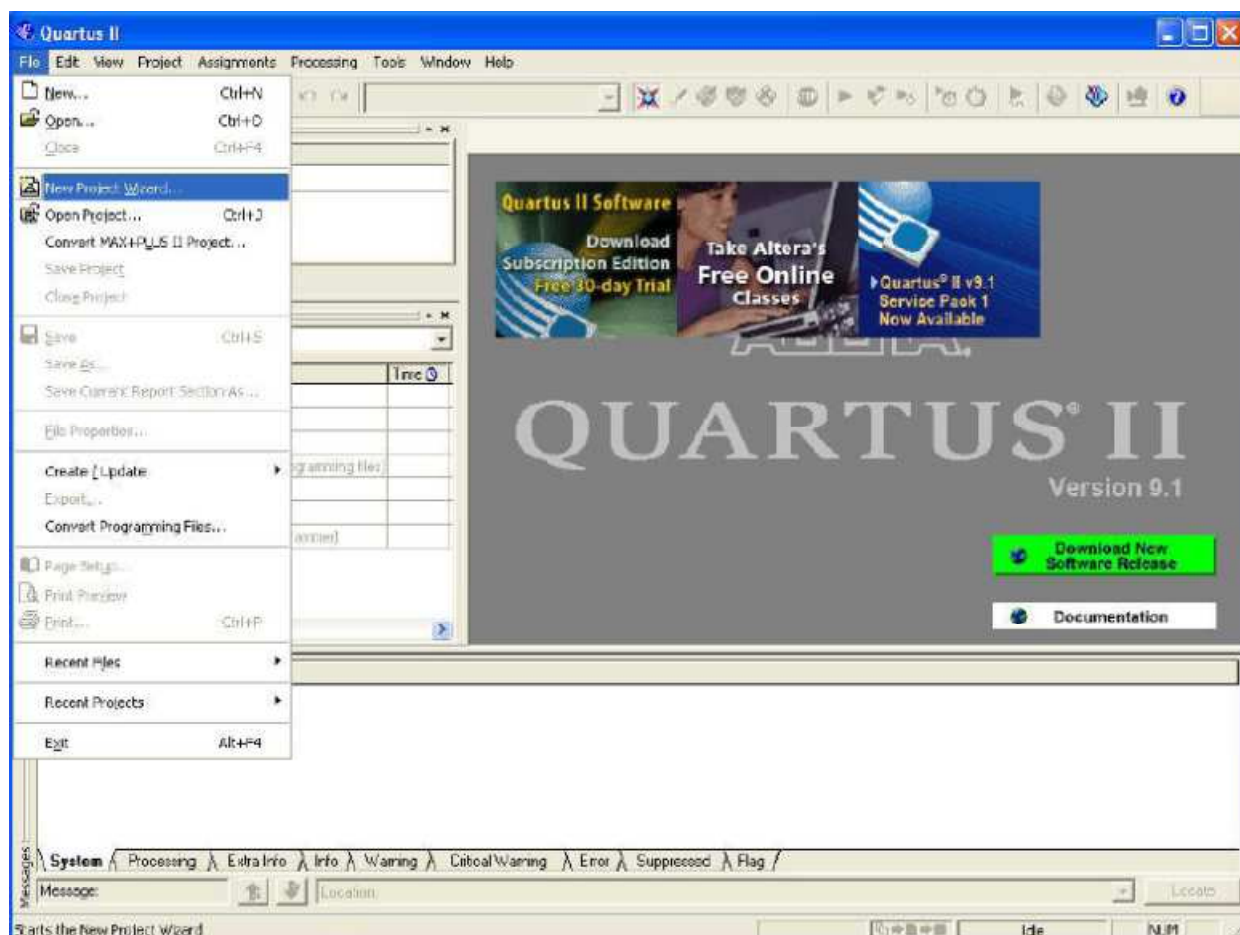 Quartus II
File Edit View Project Assignments Processing Tools Window Help
New... Ctrl+N
Open... Ctrl+O
Close Ctrl+F4
New Project Wizard...
Open Project... Ctrl+J
Convert MAX+PLUS II Project...
Save Project
Close Project
Save Ctrl+S
Save As...
Save Current Report Section As...
File Properties...
Create / Update
Export...
Convert Programming Files...
Page Setup...
Print Preview
Print... Ctrl+P
Recent Files
Recent Projects
Exit Alt+F4
Time
Quartus II Software
Download
Subscription Edition
Free 30-day Trial
Take Altera's
Free Online
Classes
Quartus® II v9.1
Service Pack 1
Now Available
QUARTUS® II
Version 9.1
Download New
Software Release
Documentation
System Processing Extra Info Info Warning Critical Warning Error Suppressed Flag
Messages
Message: Location: Locate
Starts the New Project Wizard Idle NUM